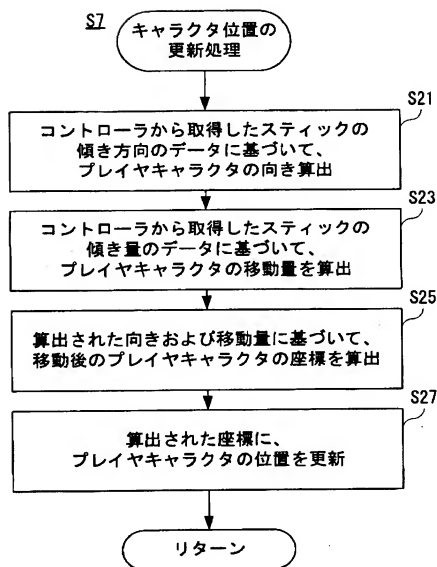 S7
キャラクタ位置の
更新処理
S21
コントローラから取得したスティックの
傾き方向のデータに基づいて、
プレイヤキャラクタの向き算出
S23
コントローラから取得したスティックの
傾き量のデータに基づいて、
プレイヤキャラクタの移動量を算出
S25
算出された向きおよび移動量に基づいて、
移動後のプレイヤキャラクタの座標を算出
S27
算出された座標に、
プレイヤキャラクタの位置を更新
リターン